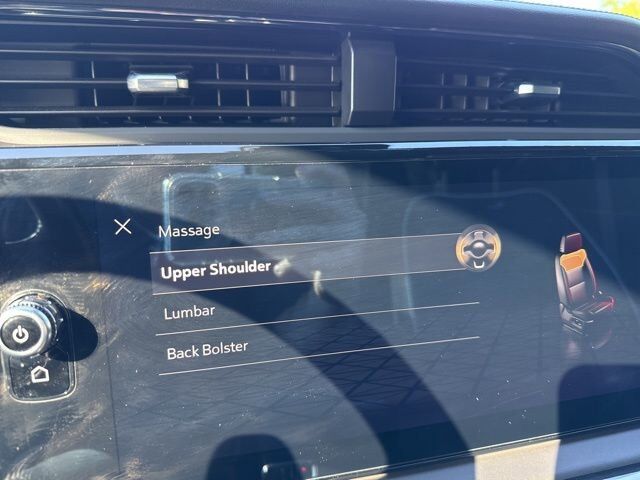 Massage
Upper Shoulder
Lumbar
Back Bolster